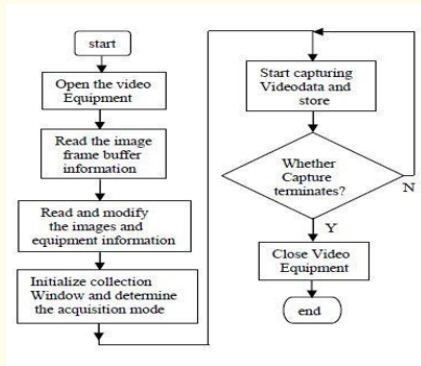 start
Open the video
Equipment
Read the image
frame buffer
information
Read and modify
the images and
equipment information
Initialize collection
Window and determine
the acquisition mode
Start capturing
Videodata and
store
Whether
Capture
terminates?
N
Y
Close Video
Equipment
end